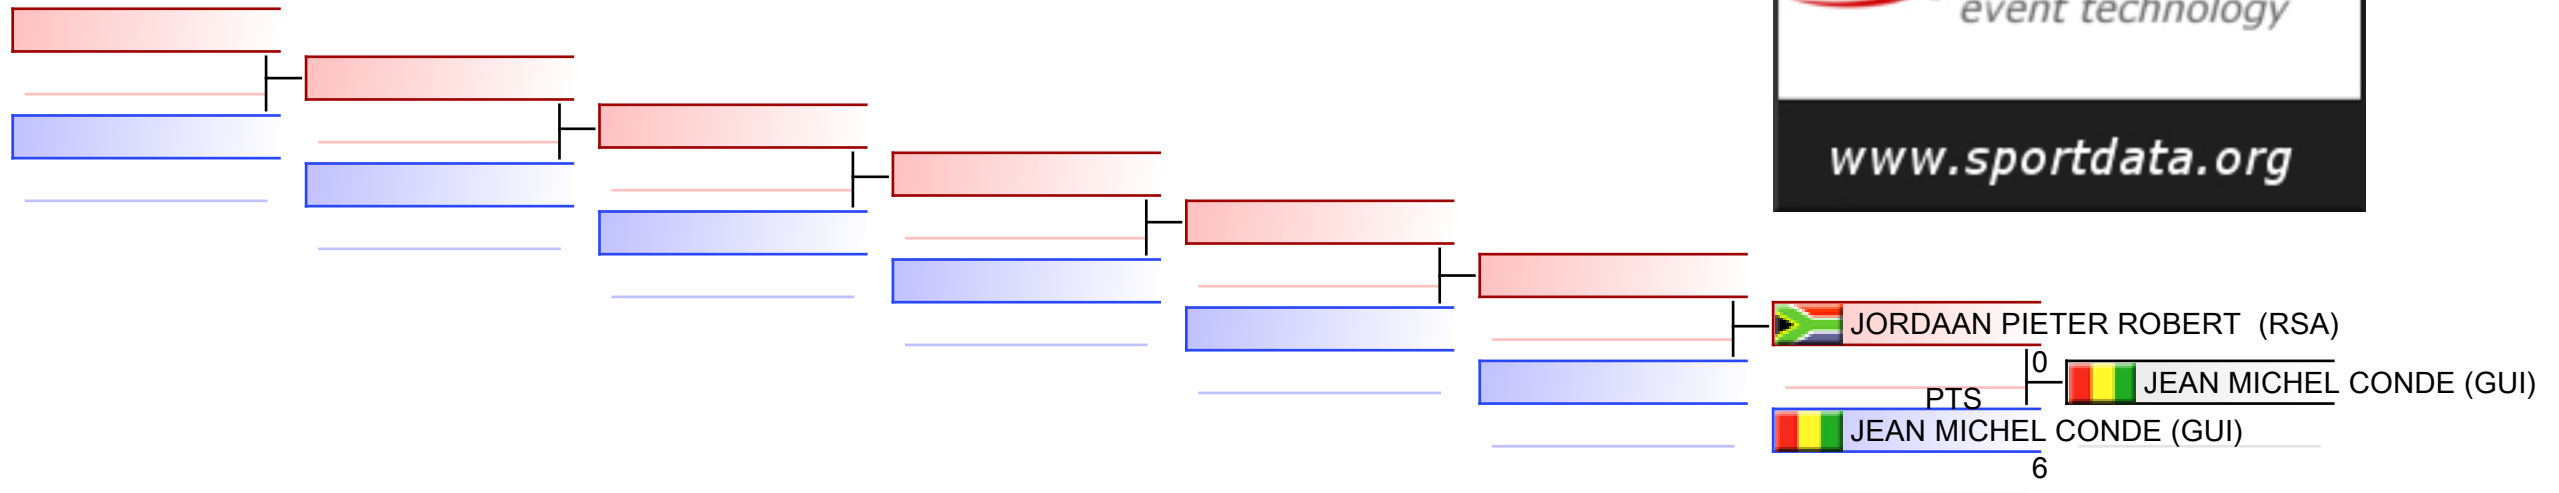 event technology
www.sportdata.org
JORDAAN PIETER ROBERT (RSA)
0
JEAN MICHEL CONDE (GUI)
PTS
JEAN MICHEL CONDE (GUI)
6